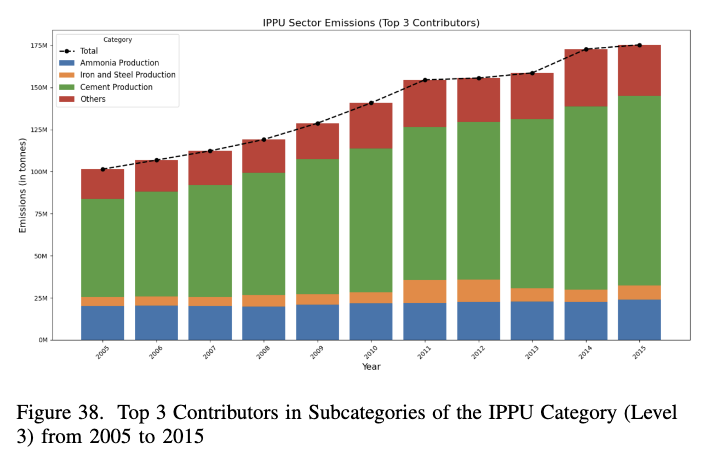 IPPU Sector Emissions (Top 3 Contributors)
Category
Total
Ammonia Production
Iron and Steel Production
Cement Production
Others
Emissions (in tonnes)
175M
150M
125M
100M
75M
50M
25M
0M
2005 2006 2007 2008 2009 2010 2011 2012 2013 2014 2015
Year
Figure 38. Top 3 Contributors in Subcategories of the IPPU Category (Level
3) from 2005 to 2015